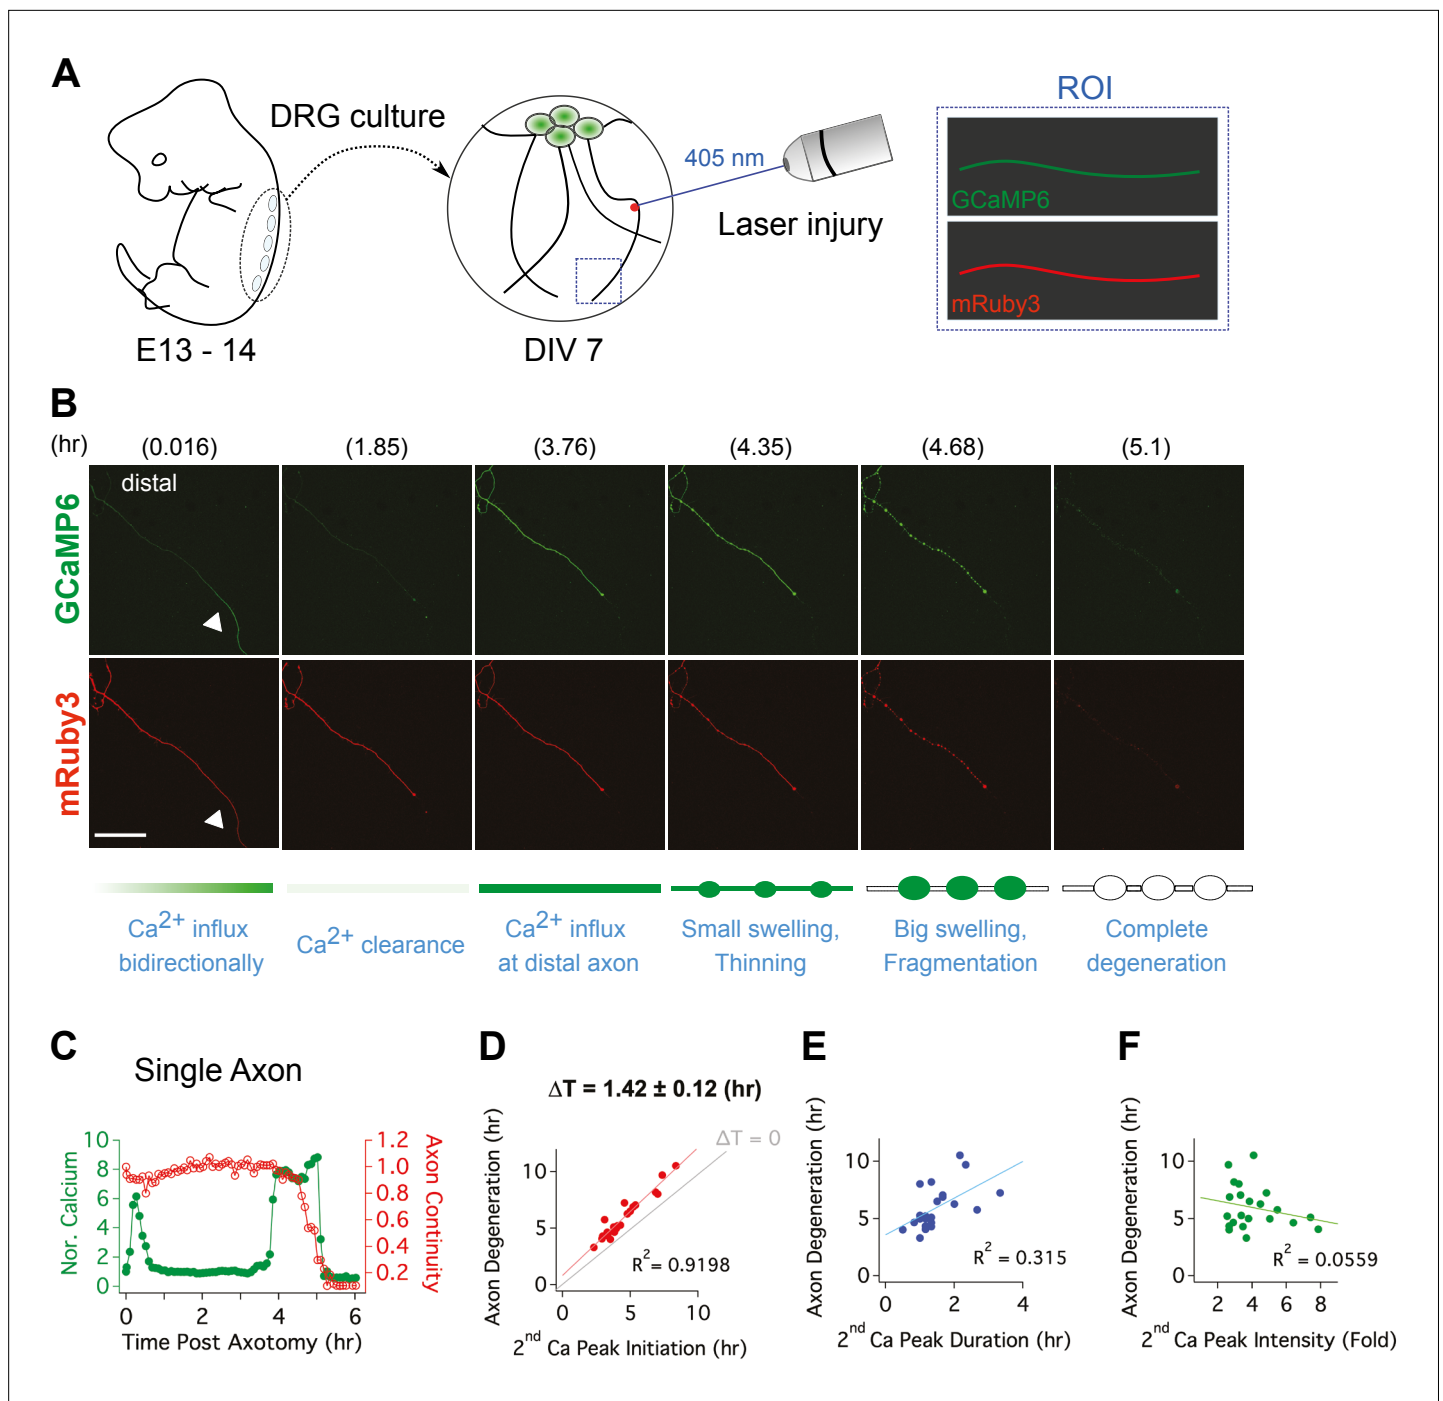 A
DRG culture
E13 - 14
DIV 7
405 nm
Laser injury
ROI
GCaMP6
mRuby3
B
(hr)
(0.016)
(1.85)
(3.76)
(4.35)
(4.68)
(5.1)
GCaMP6
distal
mRuby3
Ca2+ influx
bidirectionally
Ca2+ clearance
Ca2+ influx
at distal axon
Small swelling,
Thinning
Big swelling,
Fragmentation
Complete
degeneration
C
Single Axon
Nor. Calcium
10
8
6
4
2
0
1.2
1.0
0.8
0.6
0.4
0.2
Axon Continuity
0
2
4
6
Time Post Axotomy (hr)
D
ΔT = 1.42 ± 0.12 (hr)
ΔT = 0
Axon Degeneration (hr)
10
5
0
R2= 0.9198
0
5
10
2nd Ca Peak Initiation (hr)
E
Axon Degeneration (hr)
10
5
0
R2 = 0.315
0
2
4
2nd Ca Peak Duration (hr)
F
Axon Degeneration (hr)
10
5
0
R2 = 0.0559
2
4
6
8
2nd Ca Peak Intensity (Fold)